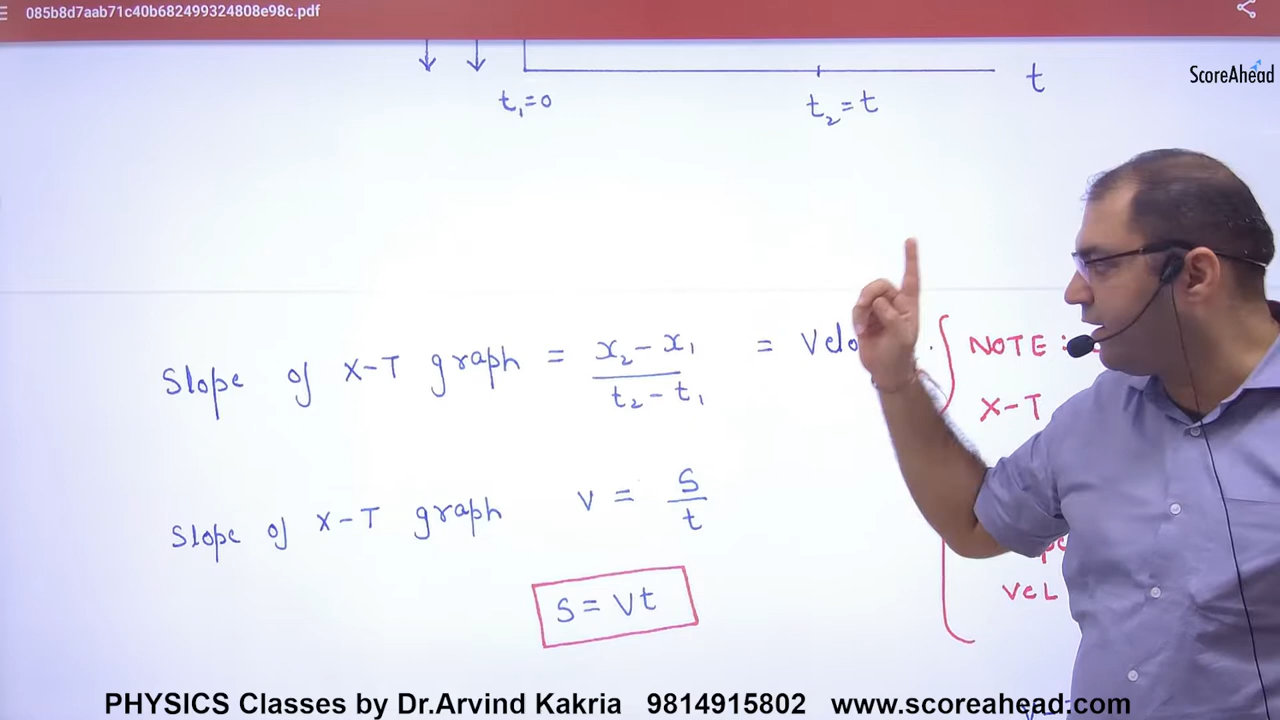 085b8d7aab71c40b682499324808e98c.pdf
ScoreAhead
t
t₁=0
t₂=t
Slope of X-T graph = x₂-x₁ / t₂-t₁ =
NOTE :
X-T
Slope of X-T graph v = S/t
VEL
S = Vt
PHYSICS Classes by Dr.Arvind Kakria 9814915802 www.scoreahead.com